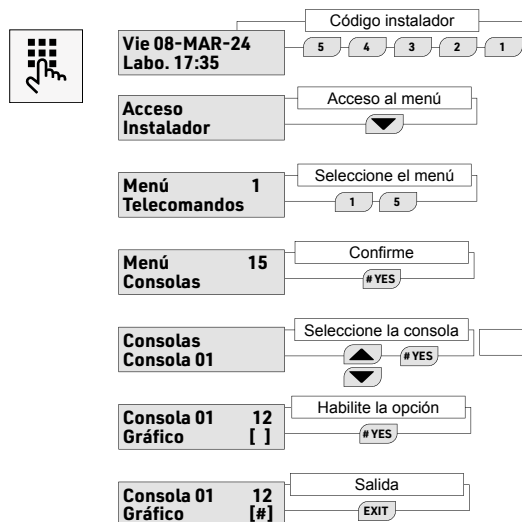 Código instalador
Vie 08-MAR-24
Labo. 17:35
5 4 3 2 1
Acceso
Instalador
Acceso al menú
Menú 1
Telecomandos
Seleccione el menú
1 5
Menú 15
Consolas
Confirme
# YES
Consolas
Consola 01
Seleccione la consola
# YES
Consola 01 12
Gráfico [ ]
Habilite la opción
# YES
Consola 01 12
Gráfico [#]
Salida
EXIT